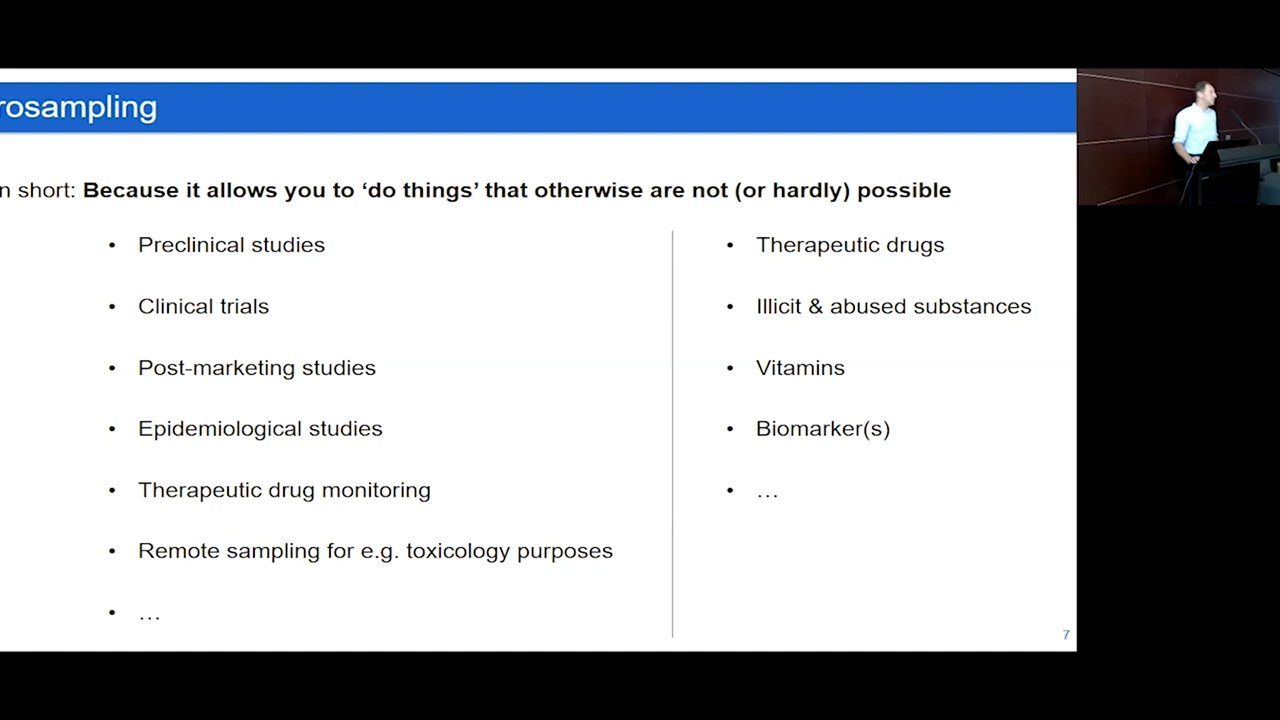 rosampling
n short: Because it allows you to ‘do things’ that otherwise are not (or hardly) possible
• Preclinical studies
• Clinical trials
• Post-marketing studies
• Epidemiological studies
• Therapeutic drug monitoring
• Remote sampling for e.g. toxicology purposes
• …
• Therapeutic drugs
• Illicit & abused substances
• Vitamins
• Biomarker(s)
• …
7